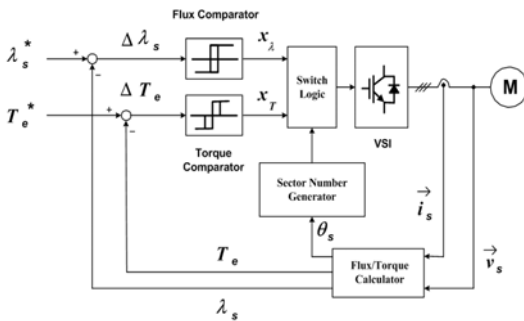 Flux Comparator
λs*
+
−
Δ λs
xλ
Te*
+
−
Δ Te
xT
Switch
Logic
VSI
M
Torque
Comparator
Sector Number
Generator
is
θs
Te
Flux/Torque
Calculator
vs
λs